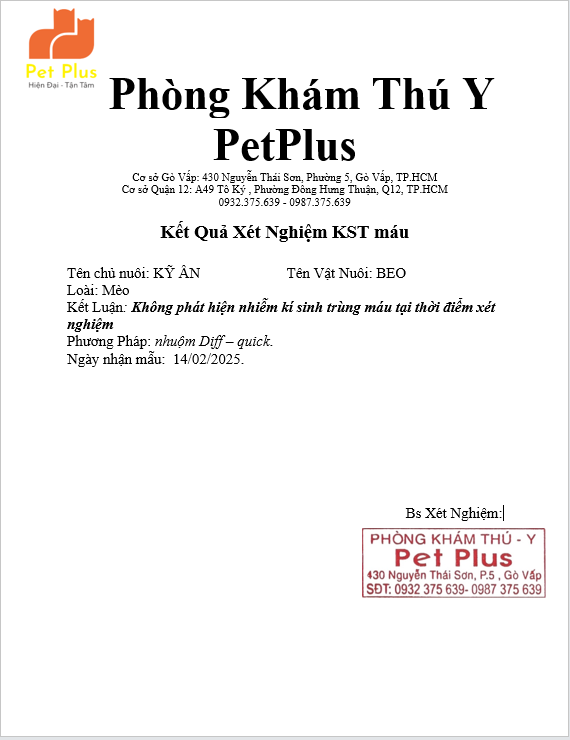 Pet Plus
Hiện Đại - Tận Tâm
Phòng Khám Thú Y
PetPlus
Cơ sở Gò Vấp: 430 Nguyễn Thái Sơn, Phường 5, Gò Vấp, TP.HCM
Cơ sở Quận 12: A49 Tô Ký , Phường Đông Hưng Thuận, Q12, TP.HCM
0932.375.639 - 0987.375.639
Kết Quả Xét Nghiệm KST máu
Tên chủ nuôi: KỸ ÂN Tên Vật Nuôi: BEO
Loài: Mèo
Kết Luận: Không phát hiện nhiễm kí sinh trùng máu tại thời điểm xét
nghiệm
Phương Pháp: nhuộm Diff – quick.
Ngày nhận mẫu: 14/02/2025.
Bs Xét Nghiệm:
PHÒNG KHÁM THÚ - Y
Pet Plus
430 Nguyễn Thái Sơn, P.5 , Gò Vấp
SĐT: 0932 375 639- 0987 375 639